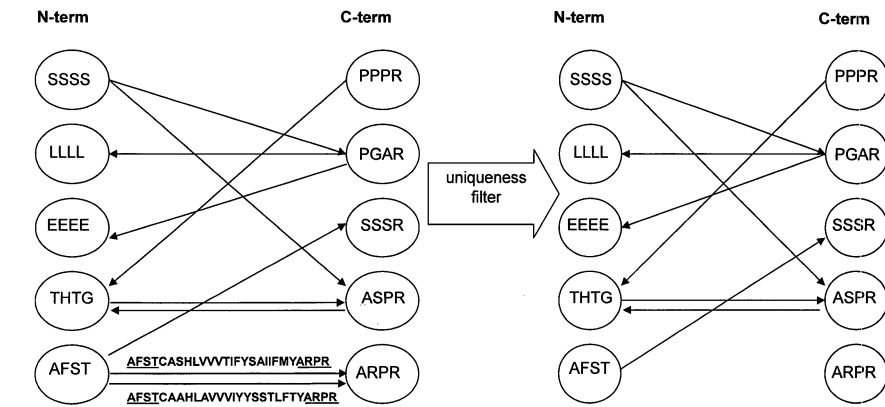 N-term C-term N-term C-term
SSSS PPPR SSSS PPPR
LLLL PGAR LLLL PGAR
uniqueness
filter
EEEE SSSR EEEE SSSR
THTG ASPR THTG ASPR
AFSTCASHLVVVTIFYSAIIFMYARPR
AFST ARPR AFST ARPR
AFSTCAAHLAVVVIYYSSTLFTYARPR